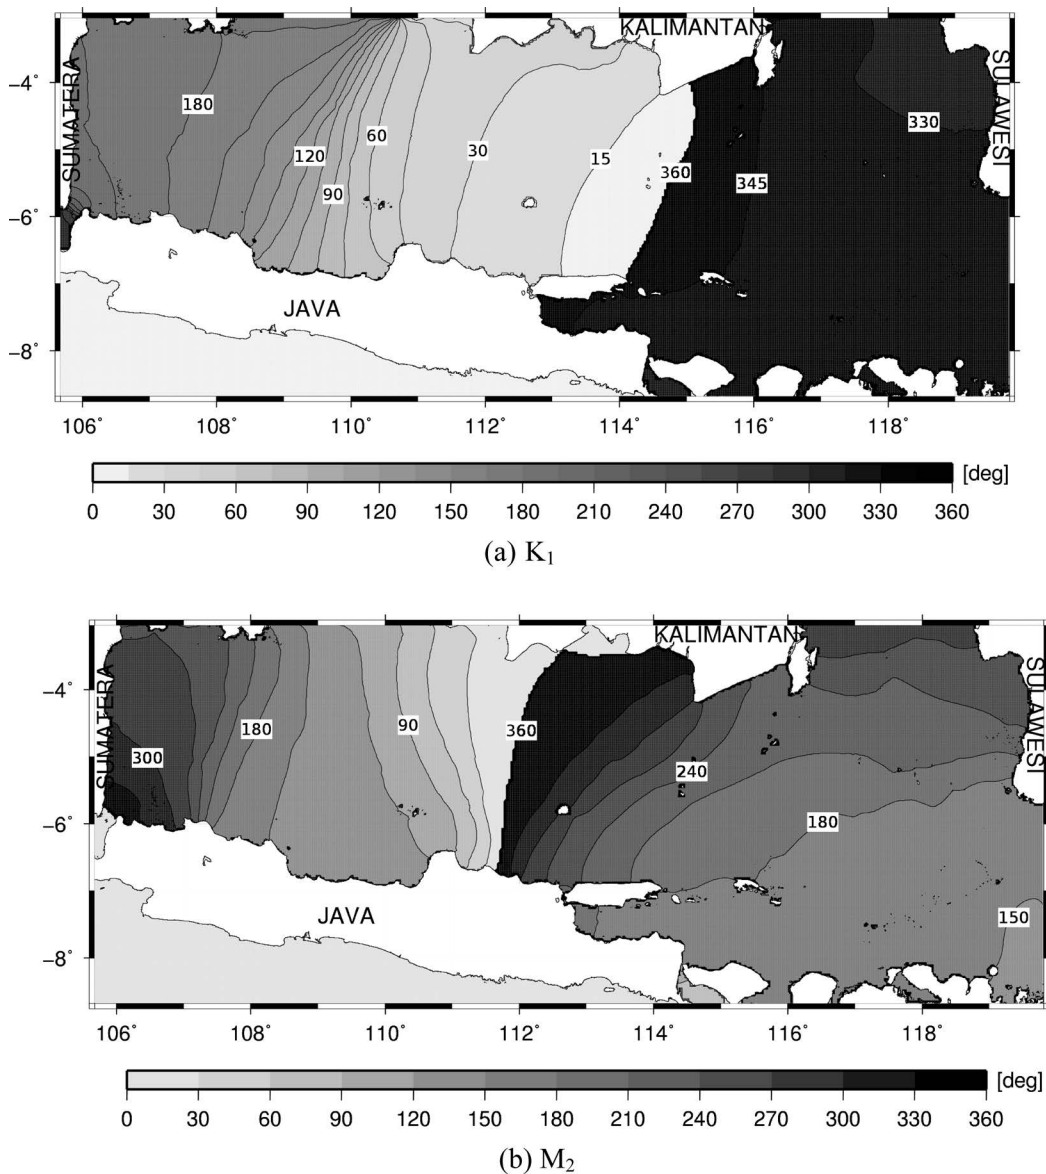 KALIMANTAN
SUMATERA
SULAWESI
-4°
180
330
120
60
30
15
360
345
90
-6°
JAVA
-8°
106° 108° 110° 112° 114° 116° 118°
[deg]
0 30 60 90 120 150 180 210 240 270 300 330 360
(a) K₁
KALIMANTAN
SUMATERA
SULAWESI
-4°
180
90
360
300
240
-6°
180
JAVA
150
-8°
106° 108° 110° 112° 114° 116° 118°
[deg]
0 30 60 90 120 150 180 210 240 270 300 330 360
(b) M₂